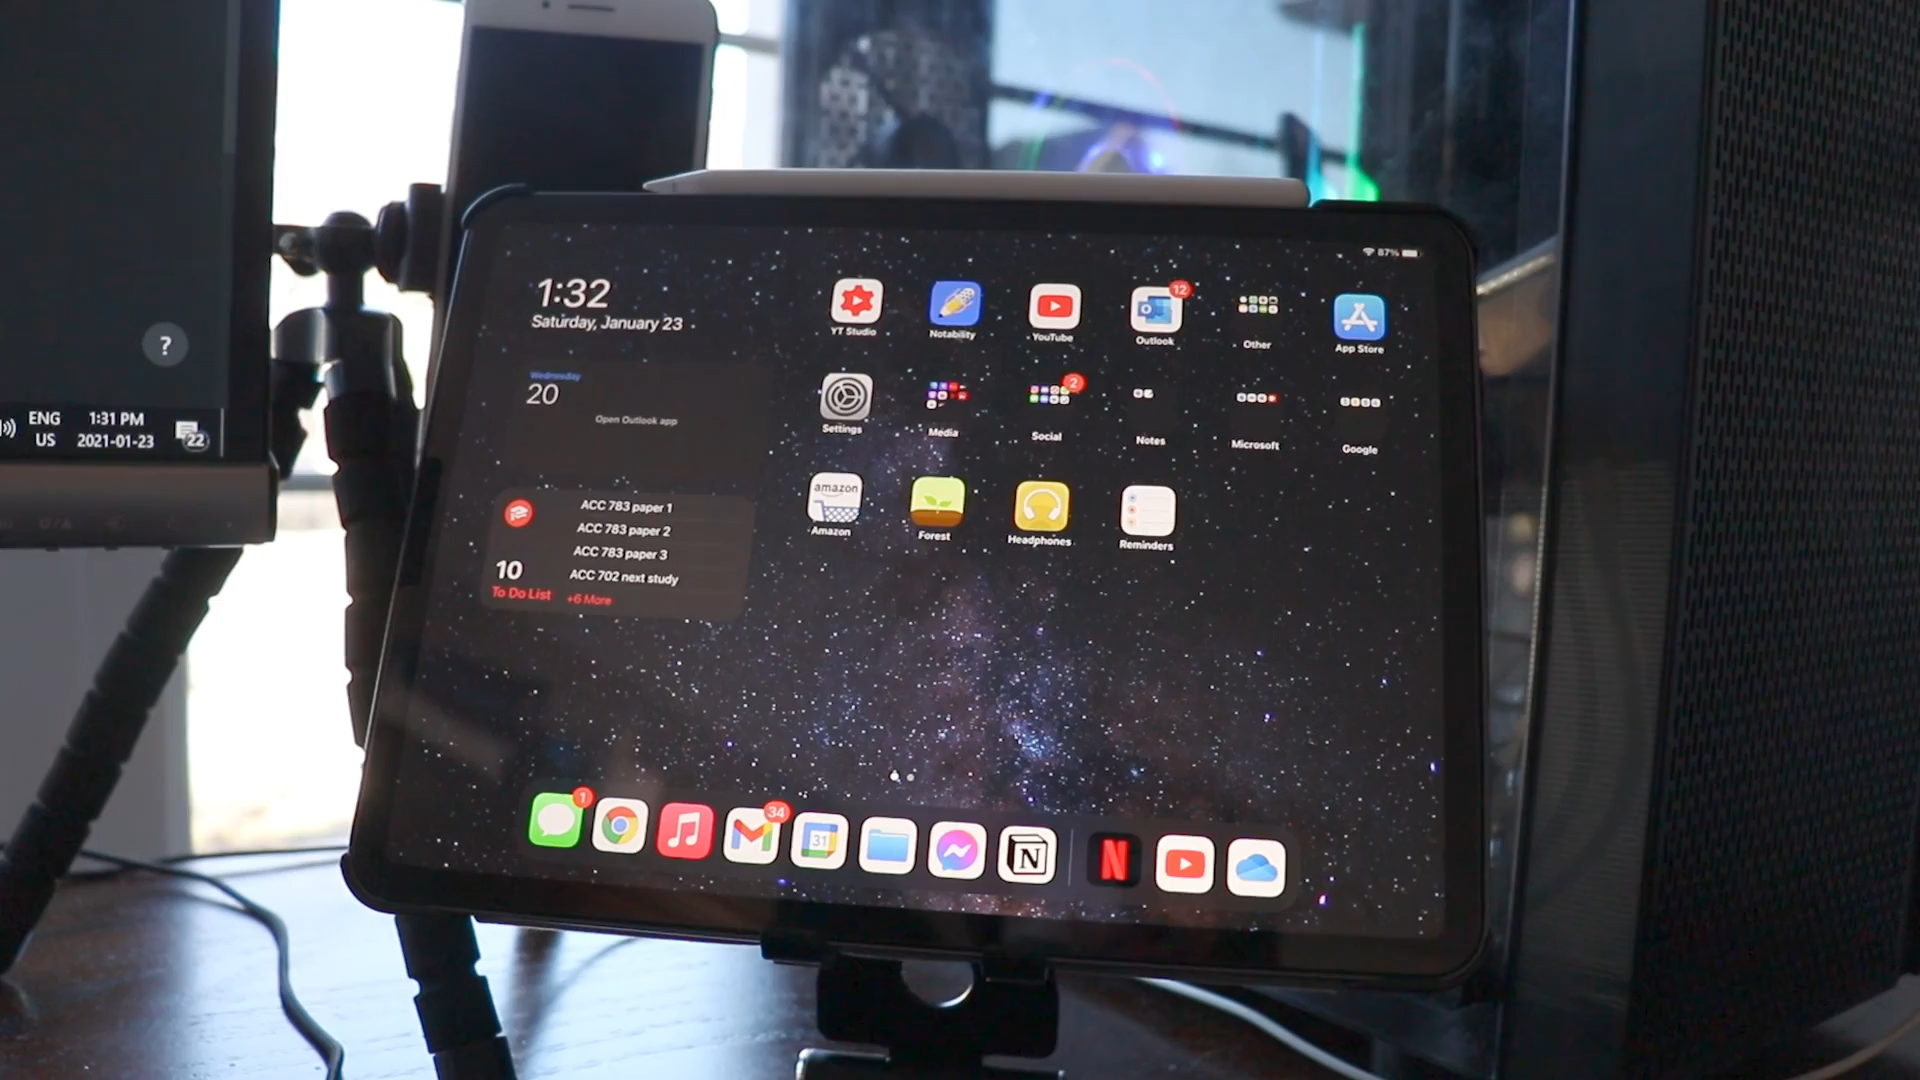 ?
ENG
US
1:31 PM
2021-01-23
22
1:32
Saturday, January 23
87%
Wednesday
20
Open Outlook app
ACC 783 paper 1
ACC 783 paper 2
ACC 783 paper 3
ACC 702 next study
10
To Do List
+6 More
YT Studio
Notability
YouTube
12
Outlook
Other
App Store
Settings
Media
2
Social
Notes
Microsoft
Google
amazon
Amazon
Forest
Headphones
Reminders
1
34
31
N
N